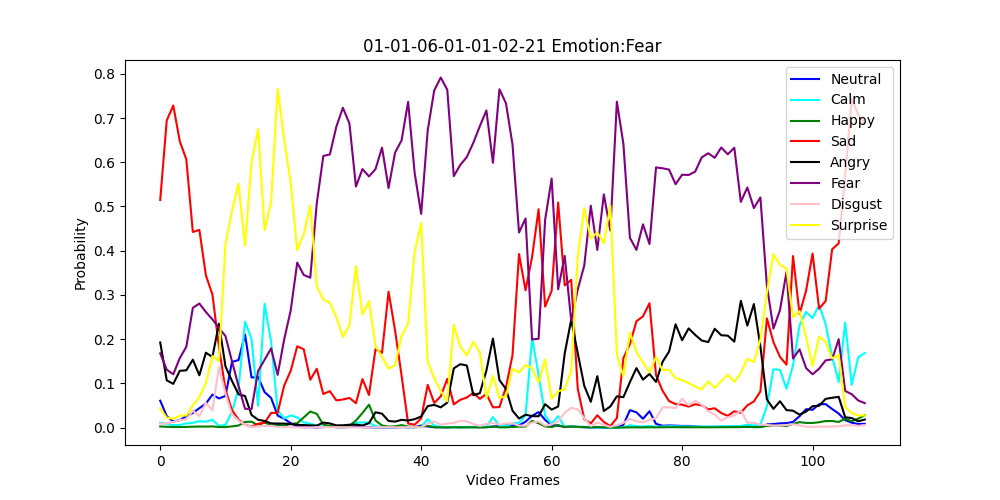 01-01-06-01-01-02-21 Emotion:Fear
Probability
0.8
0.7
0.6
0.5
0.4
0.3
0.2
0.1
0.0
0 20 40 60 80 100
Video Frames
Neutral
Calm
Happy
Sad
Angry
Fear
Disgust
Surprise